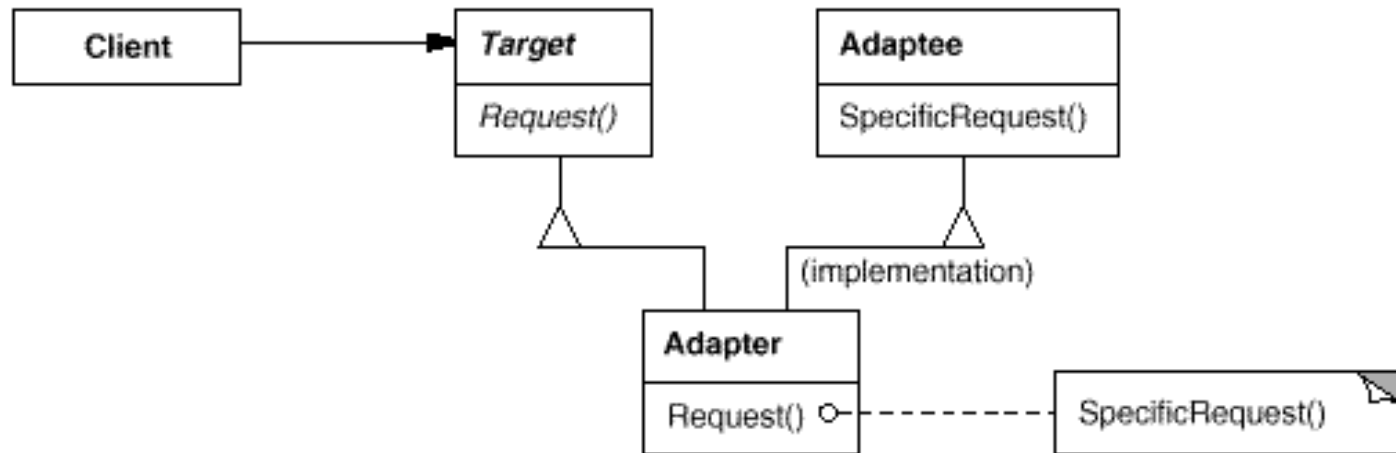 Client
Target
Request()
Adaptee
SpecificRequest()
(implementation)
Adapter
Request()
SpecificRequest()